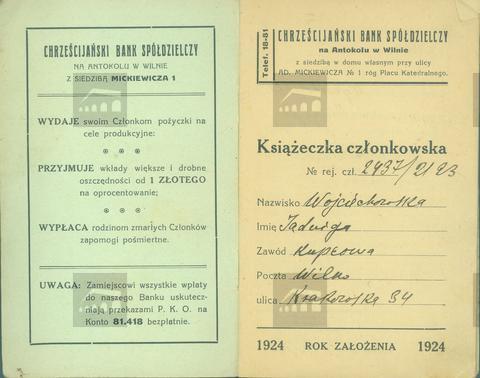 CHRZEŚCIJAŃSKI BANK SPÓŁDZIELCZY
NA ANTOKOLU W WILNIE
Z SIEDZIBĄ MICKIEWICZA 1
WYDAJE swoim Członkom pożyczki na
cele produkcyjne:
PRZYJMUJE wkłady większe i drobne
oszczędności od 1 ZŁOTEGO
na oprocentowanie;
WYPŁACA rodzinom zmarłych Członków
zapomogi pośmiertne.
UWAGA: Zamiejscowi wszystkie wpłaty
do naszego Banku uskutecz-
niają przekazami P. K. O. na
Konto 81.418 bezpłatnie.
Telef. 18-81
CHRZEŚCIJAŃSKI BANK SPÓŁDZIELCZY
na Antokolu w Wilnie
z siedzibą w domu własnym przy ulicy
AD. MICKIEWICZA № 1 róg Placu Katedralnego.
Książeczka członkowska
№ rej. czł. 2437/2123
Nazwisko Wojciechowska
Imię Jadwiga
Zawód kupcowa
Poczta Wilno
ulica Krakowska 34
1924 ROK ZAŁOŻENIA 1924